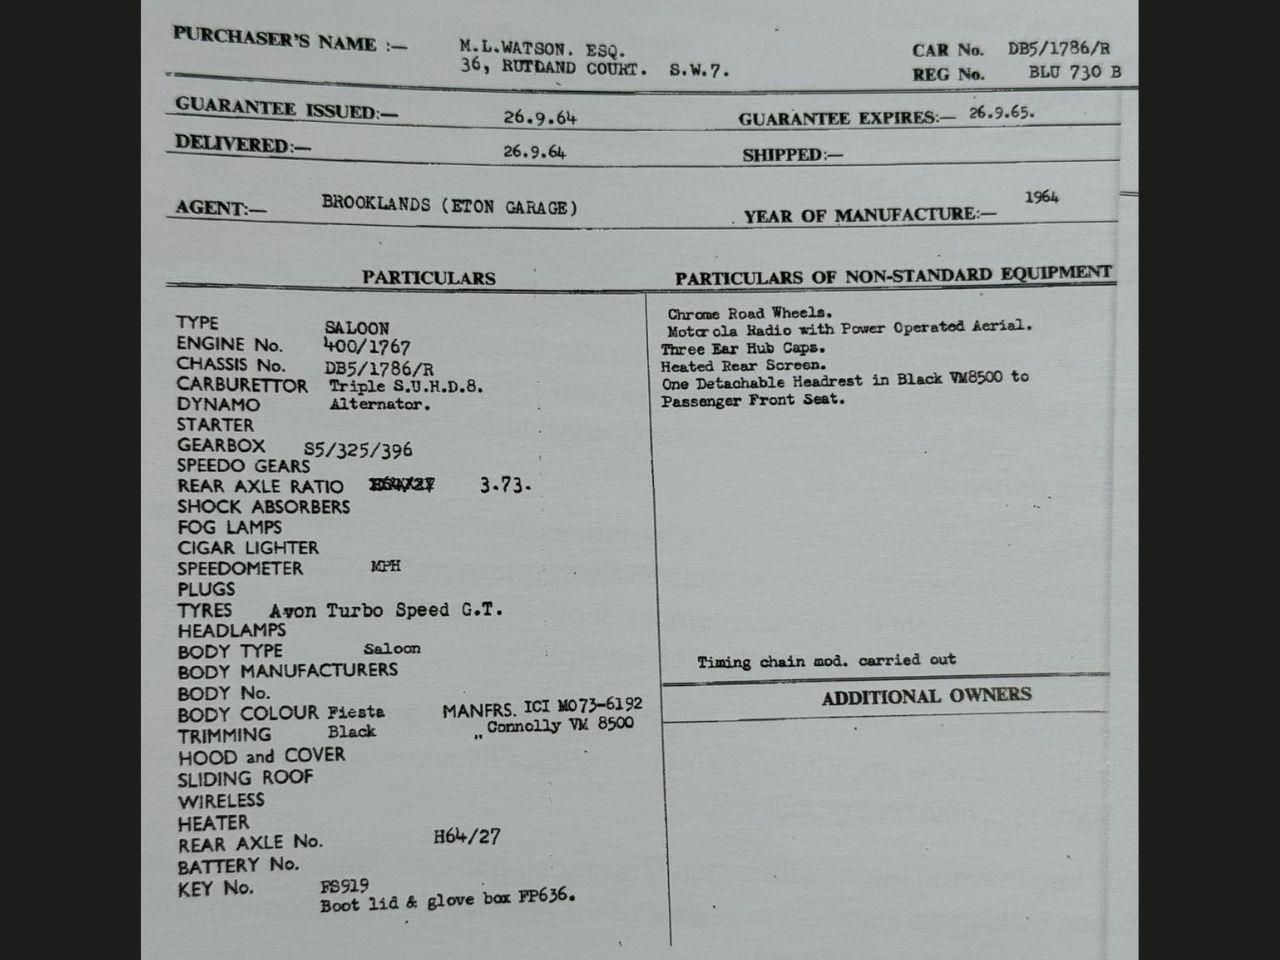 PURCHASER'S NAME :— M.L.WATSON. ESQ. CAR No. DB5/1786/R
36, RUTDAND COURT. S.W.7. REG No. BLU 730 B
GUARANTEE ISSUED:— 26.9.64 GUARANTEE EXPIRES:— 26.9.65.
DELIVERED:— 26.9.64 SHIPPED:—
AGENT:— BROOKLANDS (ETON GARAGE) YEAR OF MANUFACTURE:— 1964
PARTICULARS
TYPE SALOON
ENGINE No. 400/1767
CHASSIS No. DB5/1786/R
CARBURETTOR Triple S.U.H.D.8.
DYNAMO Alternator.
STARTER
GEARBOX S5/325/396
SPEEDO GEARS
REAR AXLE RATIO 3.73.
SHOCK ABSORBERS
FOG LAMPS
CIGAR LIGHTER
SPEEDOMETER MPH
PLUGS
TYRES Avon Turbo Speed G.T.
HEADLAMPS
BODY TYPE Saloon
BODY MANUFACTURERS
BODY No.
BODY COLOUR Fiesta MANFRS. ICI M073-6192
TRIMMING Black ,, Connolly VM 8500
HOOD and COVER
SLIDING ROOF
WIRELESS
HEATER
REAR AXLE No. H64/27
BATTERY No.
KEY No. FS919
Boot lid & glove box FP636.
PARTICULARS OF NON-STANDARD EQUIPMENT
Chrome Road Wheels.
Motorola Radio with Power Operated Aerial.
Three Ear Hub Caps.
Heated Rear Screen.
One Detachable Headrest in Black VM8500 to
Passenger Front Seat.
Timing chain mod. carried out
ADDITIONAL OWNERS